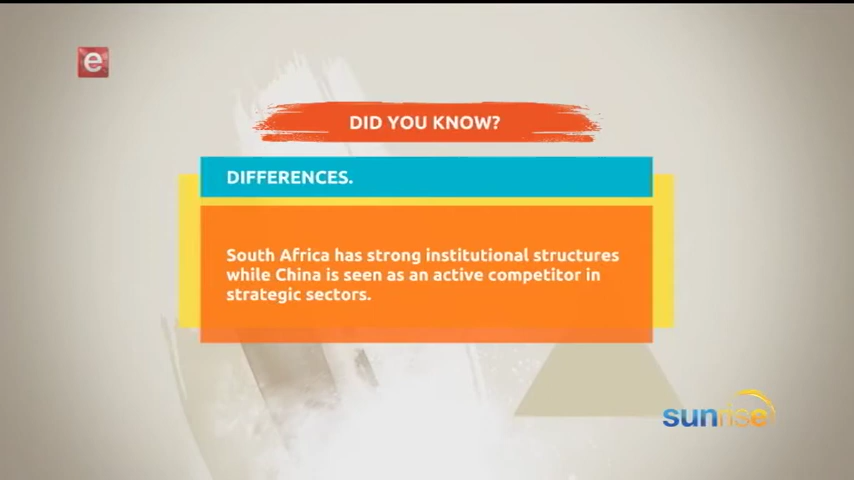 e
DID YOU KNOW?
DIFFERENCES.
South Africa has strong institutional structures
while China is seen as an active competitor in
strategic sectors.
sunrise